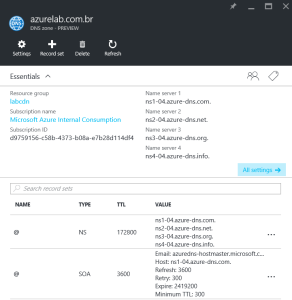 azurelab.com.br
DNS zone - PREVIEW
Settings
Record set
Delete
Refresh
Essentials
Resource group
labcdn
Subscription name
Microsoft Azure Internal Consumption
Subscription ID
d9759156-c58b-4373-b08a-e7b28d114df4
Name server 1
ns1-04.azure-dns.com.
Name server 2
ns2-04.azure-dns.net.
Name server 3
ns3-04.azure-dns.org.
Name server 4
ns4-04.azure-dns.info.
All settings →
Search record sets
NAME TYPE TTL VALUE
@ NS 172800
ns1-04.azure-dns.com.
ns2-04.azure-dns.net.
ns3-04.azure-dns.org.
ns4-04.azure-dns.info.
...
@ SOA 3600
Email: azuredns-hostmaster.microsoft.c...
Host: ns1-04.azure-dns.com.
Refresh: 3600
Retry: 300
Expire: 2419200
Minimum TTL: 300
...